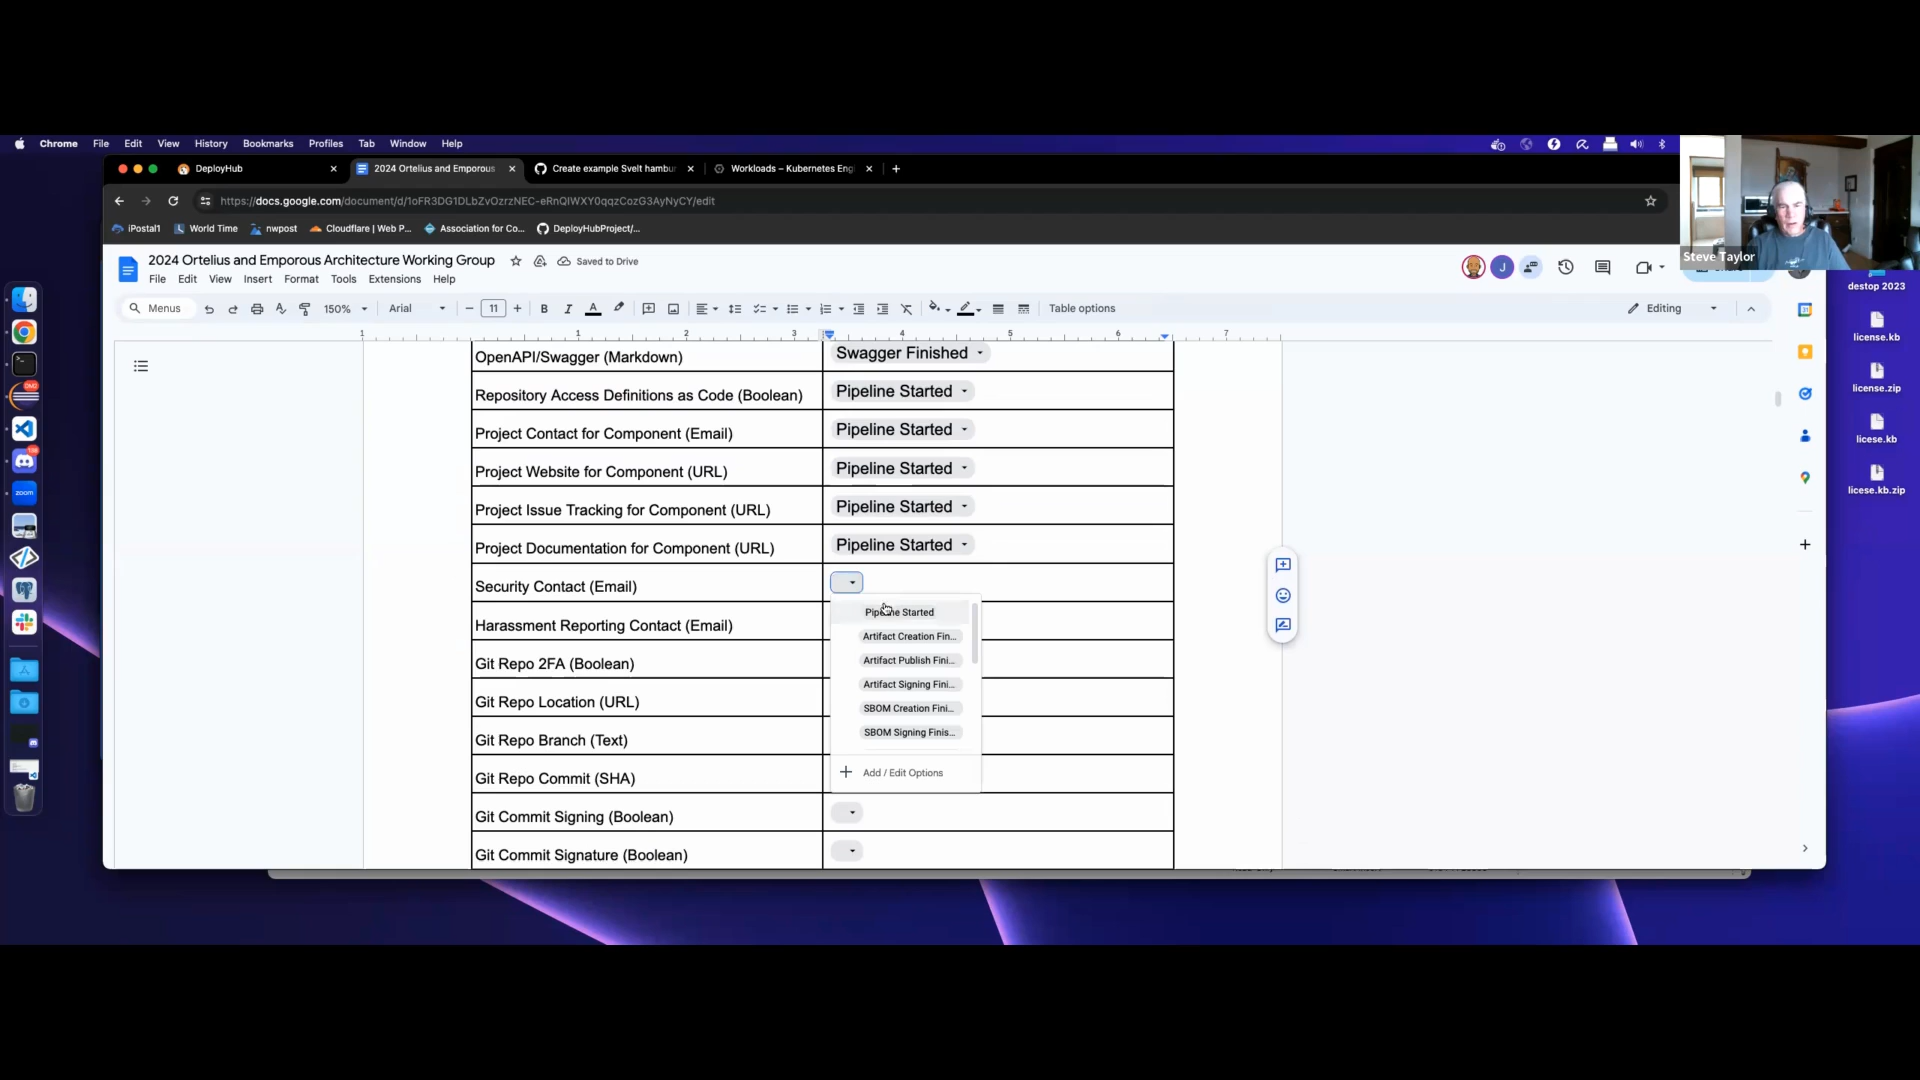 Chrome File Edit View History Bookmarks Profiles Tab Window Help
DeployHub
2024 Ortelius and Emporous
Create example Svelt hambur
Workloads – Kubernetes Eng
https://docs.google.com/document/d/1oFR3DG1DLbZvOzrzNEC-eRnQIWXY0qqzCozG3AyNyCY/edit
iPostal1 World Time nwpost Cloudflare | Web P... Association for Co... DeployHubProject/...
Steve Taylor
2024 Ortelius and Emporous Architecture Working Group
Saved to Drive
File Edit View Insert Format Tools Extensions Help
J
Menus 150% Arial 11 Table options Editing
1 1 2 3 4 5 6 7
OpenAPI/Swagger (Markdown) Swagger Finished
Repository Access Definitions as Code (Boolean) Pipeline Started
Project Contact for Component (Email) Pipeline Started
Project Website for Component (URL) Pipeline Started
Project Issue Tracking for Component (URL) Pipeline Started
Project Documentation for Component (URL) Pipeline Started
Security Contact (Email)
Harassment Reporting Contact (Email)
Git Repo 2FA (Boolean)
Git Repo Location (URL)
Git Repo Branch (Text)
Git Repo Commit (SHA)
Git Commit Signing (Boolean)
Git Commit Signature (Boolean)
Pipeline Started
Artifact Creation Fin...
Artifact Publish Fini...
Artifact Signing Fini...
SBOM Creation Fini...
SBOM Signing Finis...
Add / Edit Options
destop 2023
license.kb
license.zip
licese.kb
licese.kb.zip
zoom